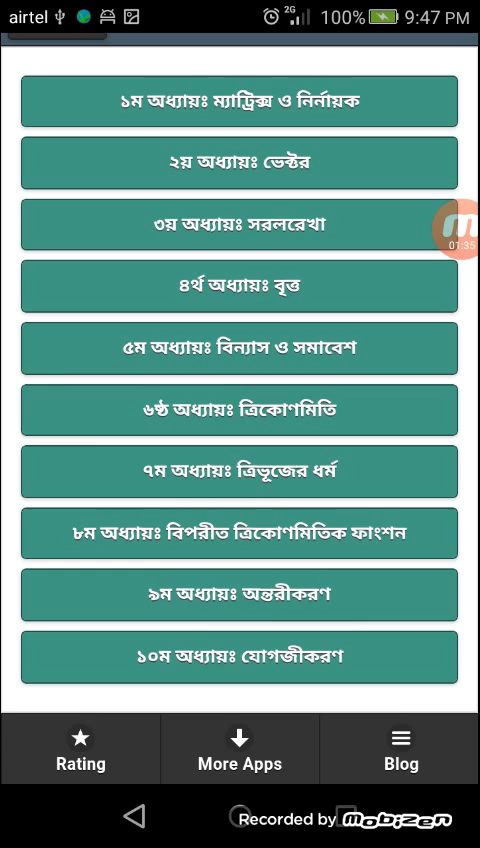 airtel 2G 100% 9:47 PM
১ম অধ্যায়ঃ ম্যাট্রিক্স ও নির্নায়ক
২য় অধ্যায়ঃ ভেক্টর
৩য় অধ্যায়ঃ সরলরেখা
01:35
৪র্থ অধ্যায়ঃ বৃত্ত
৫ম অধ্যায়ঃ বিন্যাস ও সমাবেশ
৬ষ্ঠ অধ্যায়ঃ ত্রিকোণমিতি
৭ম অধ্যায়ঃ ত্রিভূজের ধর্ম
৮ম অধ্যায়ঃ বিপরীত ত্রিকোণমিতিক ফাংশন
৯ম অধ্যায়ঃ অন্তরীকরণ
১০ম অধ্যায়ঃ যোগজীকরণ
Rating More Apps Blog
Recorded by Mobizen